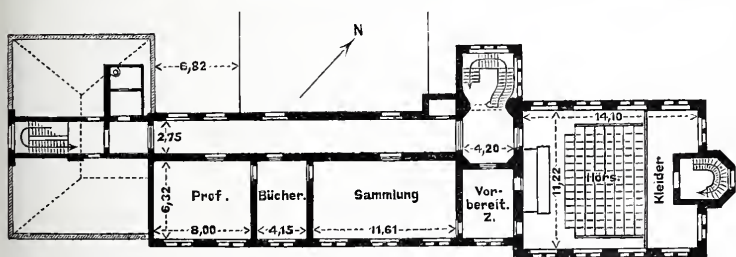 N
6,82
2,75
4,20
14,10
11,22
6,32
Prof.
Bücher.
Sammlung
Vor-
bereit.
Z.
Hörs.
Kleider
8,00
4,15
11,61